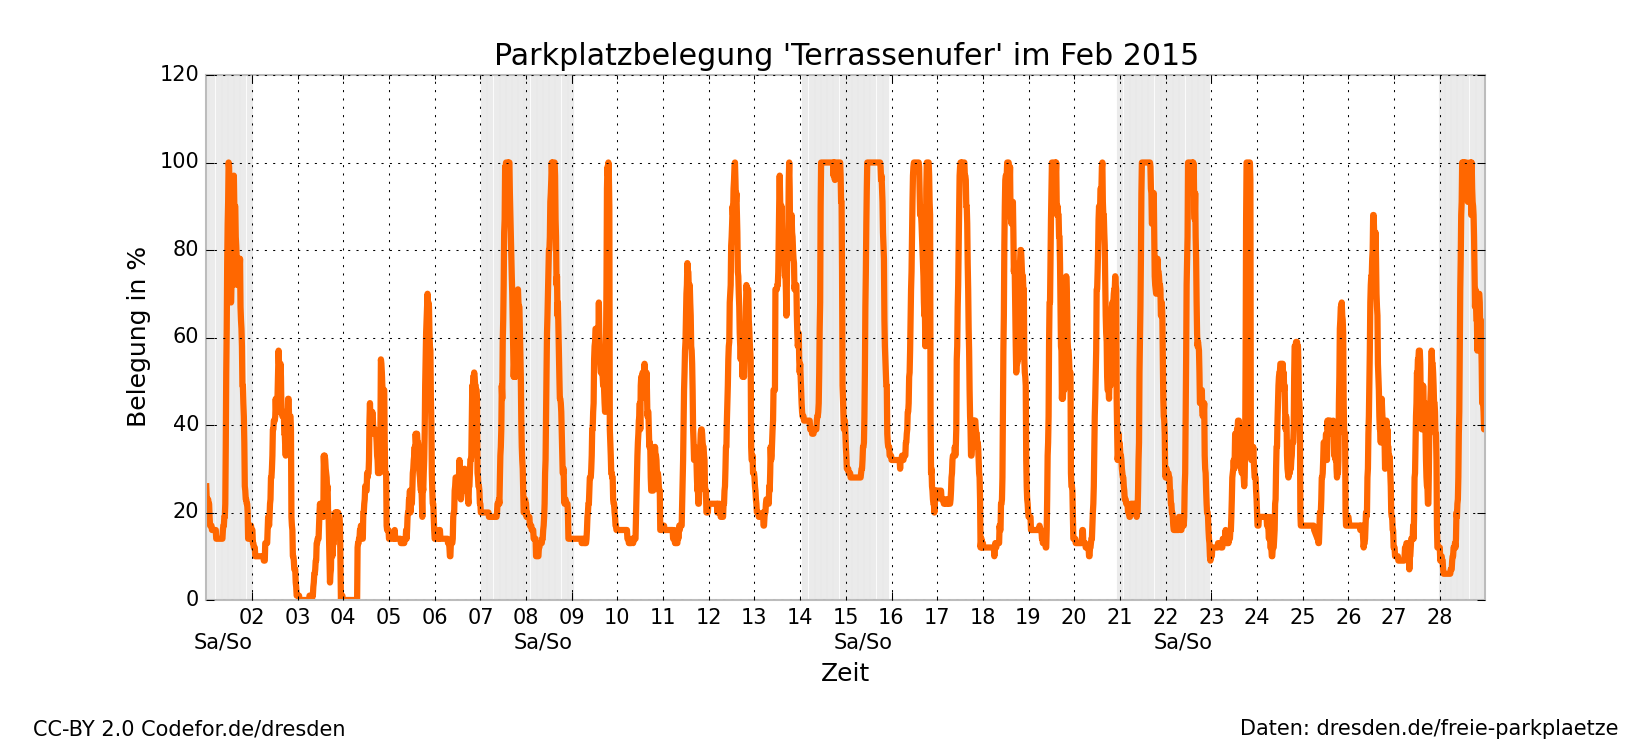 Parkplatzbelegung 'Terrassenufer' im Feb 2015
120
100
80
60
40
20
0
Belegung in %
02 03 04 05 06 07 08 09 10 11 12 13 14 15 16 17 18 19 20 21 22 23 24 25 26 27 28
Sa/So Sa/So Sa/So Sa/So
Zeit
CC-BY 2.0 Codefor.de/dresden
Daten: dresden.de/freie-parkplaetze